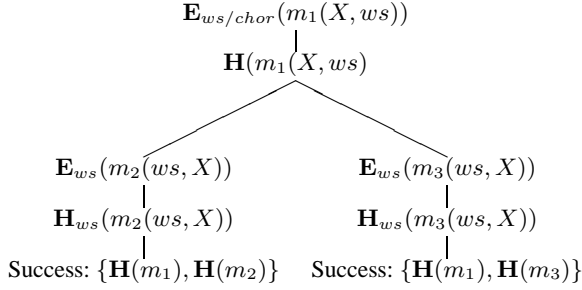 E_{ws/chor}(m_1(X, ws))
H(m_1(X, ws)
E_{ws}(m_2(ws, X)) E_{ws}(m_3(ws, X))
H_{ws}(m_2(ws, X)) H_{ws}(m_3(ws, X))
Success: {H(m_1), H(m_2)} Success: {H(m_1), H(m_3)}